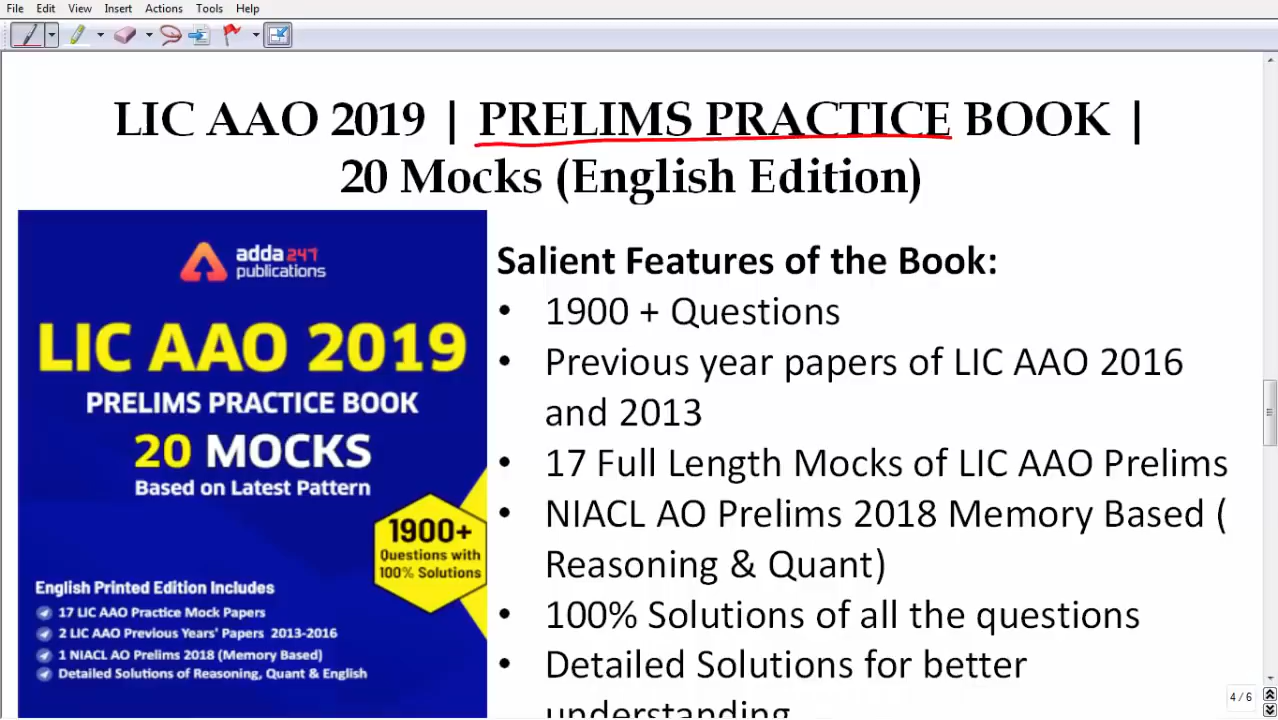 File Edit View Insert Actions Tools Help
LIC AAO 2019 | PRELIMS PRACTICE BOOK |
20 Mocks (English Edition)
adda247
publications
LIC AAO 2019
PRELIMS PRACTICE BOOK
20 MOCKS
Based on Latest Pattern
1900+
Questions with
100% Solutions
English Printed Edition Includes
17 LIC AAO Practice Mock Papers
2 LIC AAO Previous Years' Papers 2013-2016
1 NIACL AO Prelims 2018 (Memory Based)
Detailed Solutions of Reasoning, Quant & English
Salient Features of the Book:
• 1900 + Questions
• Previous year papers of LIC AAO 2016
and 2013
• 17 Full Length Mocks of LIC AAO Prelims
• NIACL AO Prelims 2018 Memory Based (
Reasoning & Quant)
• 100% Solutions of all the questions
• Detailed Solutions for better
understanding
4/6